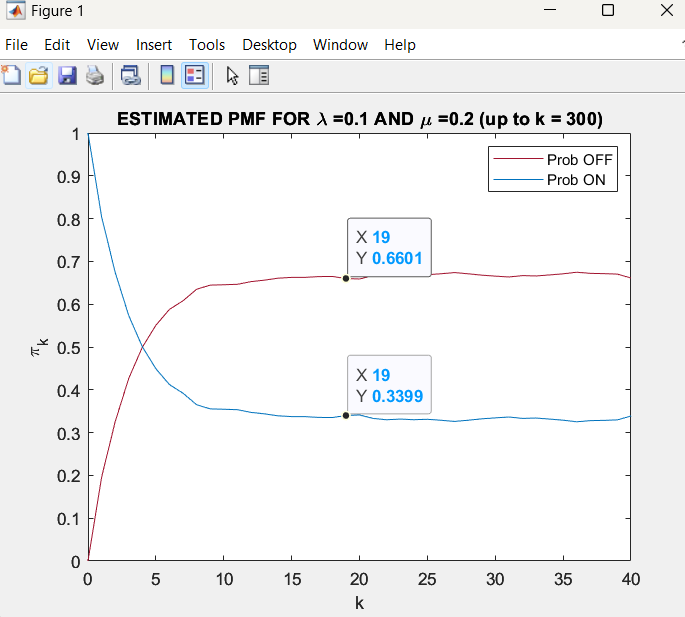 Figure 1
File Edit View Insert Tools Desktop Window Help
ESTIMATED PMF FOR λ =0.1 AND μ =0.2 (up to k = 300)
Prob OFF
Prob ON
1
0.9
0.8
0.7
0.6
0.5
0.4
0.3
0.2
0.1
0
π_k
X 19
Y 0.6601
X 19
Y 0.3399
0 5 10 15 20 25 30 35 40
k